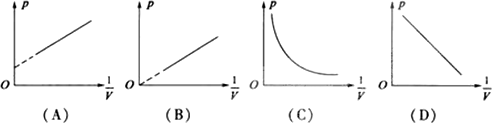 p p p p
O 1/V O 1/V O 1/V O 1/V
(A) (B) (C) (D)